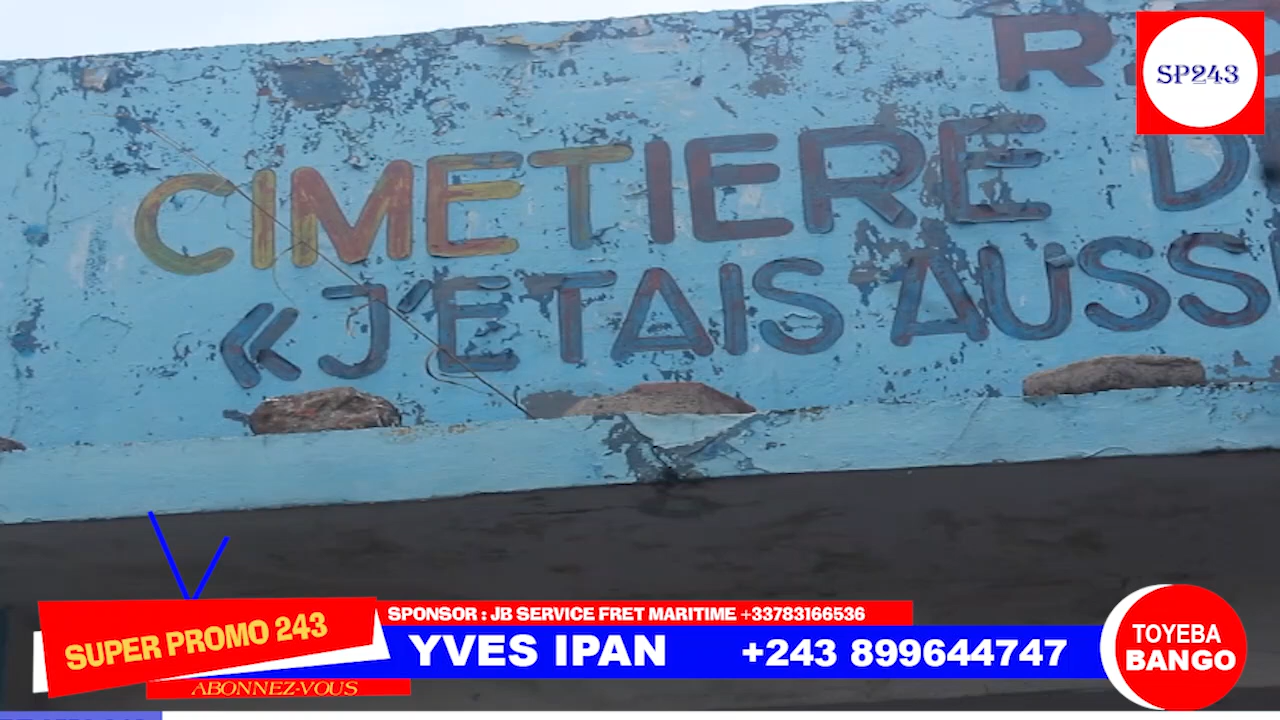 SP243
CIMETIERE D
« J'ETAIS AUSSI
SPONSOR : JB SERVICE FRET MARITIME +33783166536
SUPER PROMO 243
YVES IPAN +243 899644747
TOYEBA
BANGO
ABONNEZ-VOUS